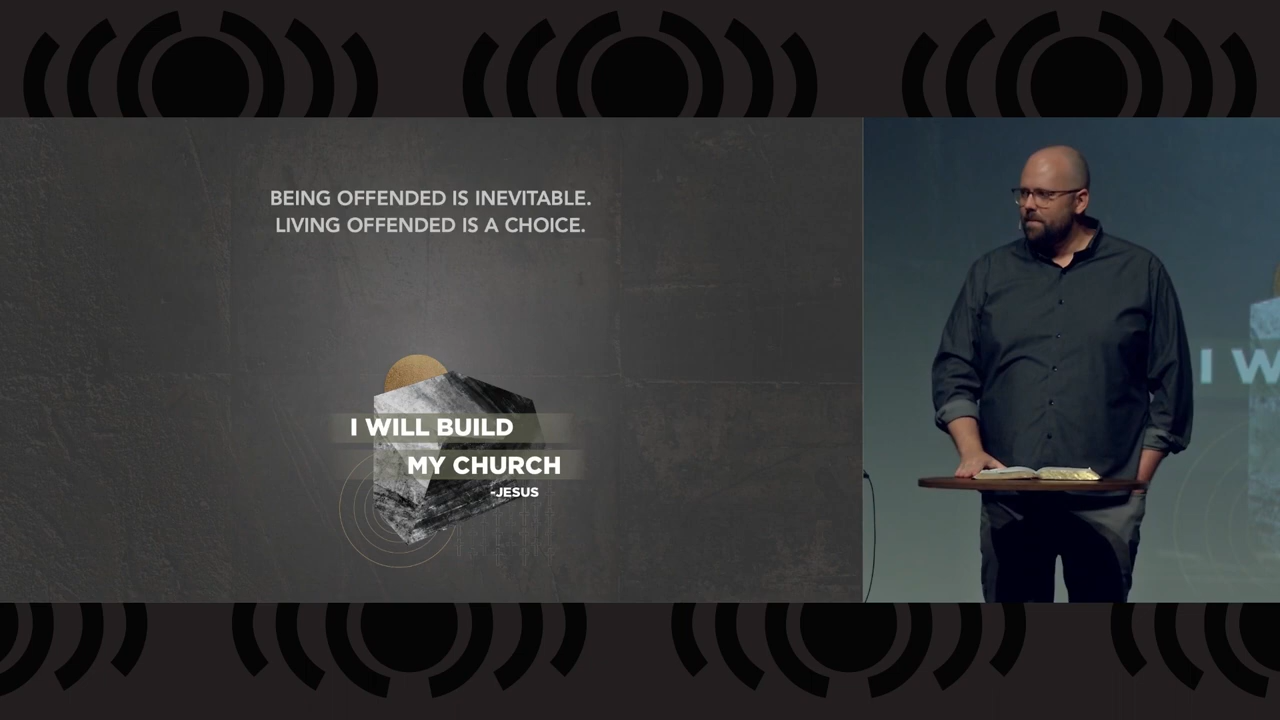 BEING OFFENDED IS INEVITABLE.
LIVING OFFENDED IS A CHOICE.
I WILL BUILD
MY CHURCH
-JESUS
I W